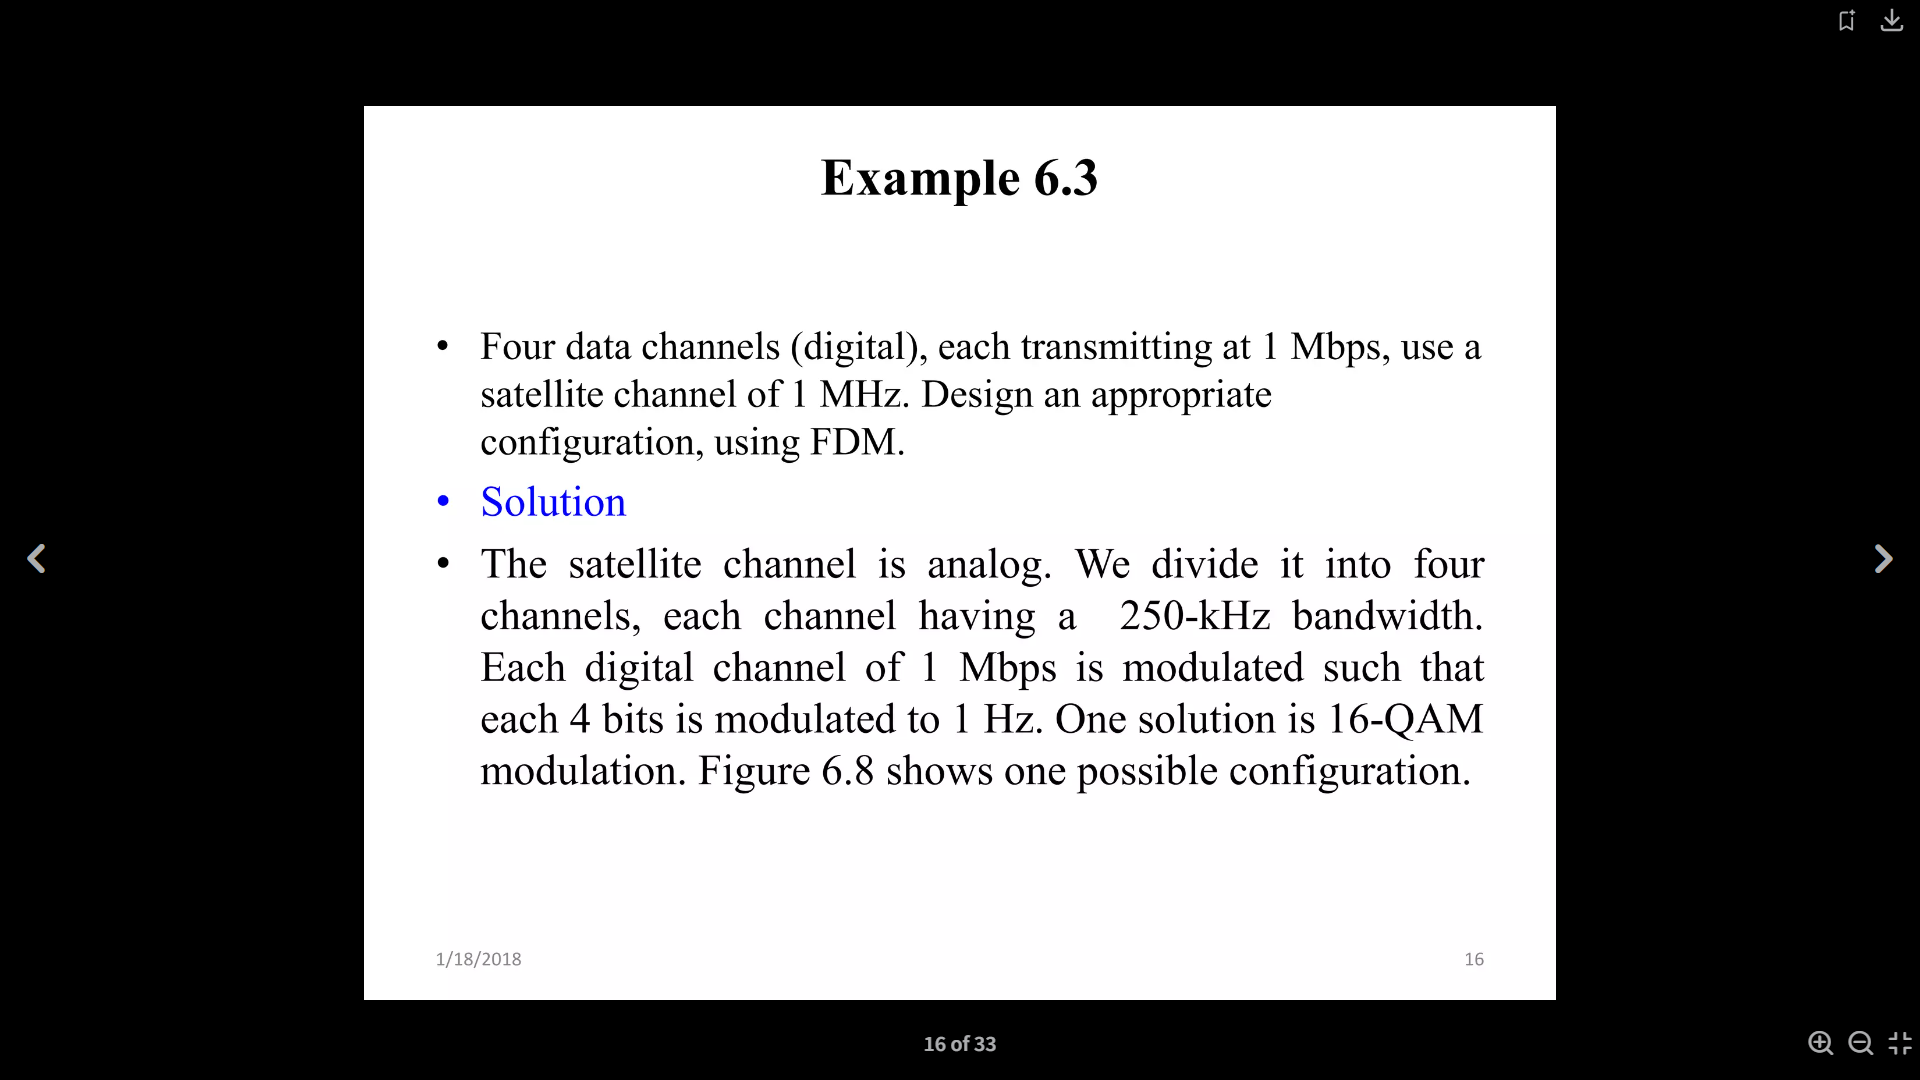 Example 6.3
• Four data channels (digital), each transmitting at 1 Mbps, use a
satellite channel of 1 MHz. Design an appropriate
configuration, using FDM.
• Solution
• The satellite channel is analog. We divide it into four
channels, each channel having a 250-kHz bandwidth.
Each digital channel of 1 Mbps is modulated such that
each 4 bits is modulated to 1 Hz. One solution is 16-QAM
modulation. Figure 6.8 shows one possible configuration.
1/18/2018
16
16 of 33